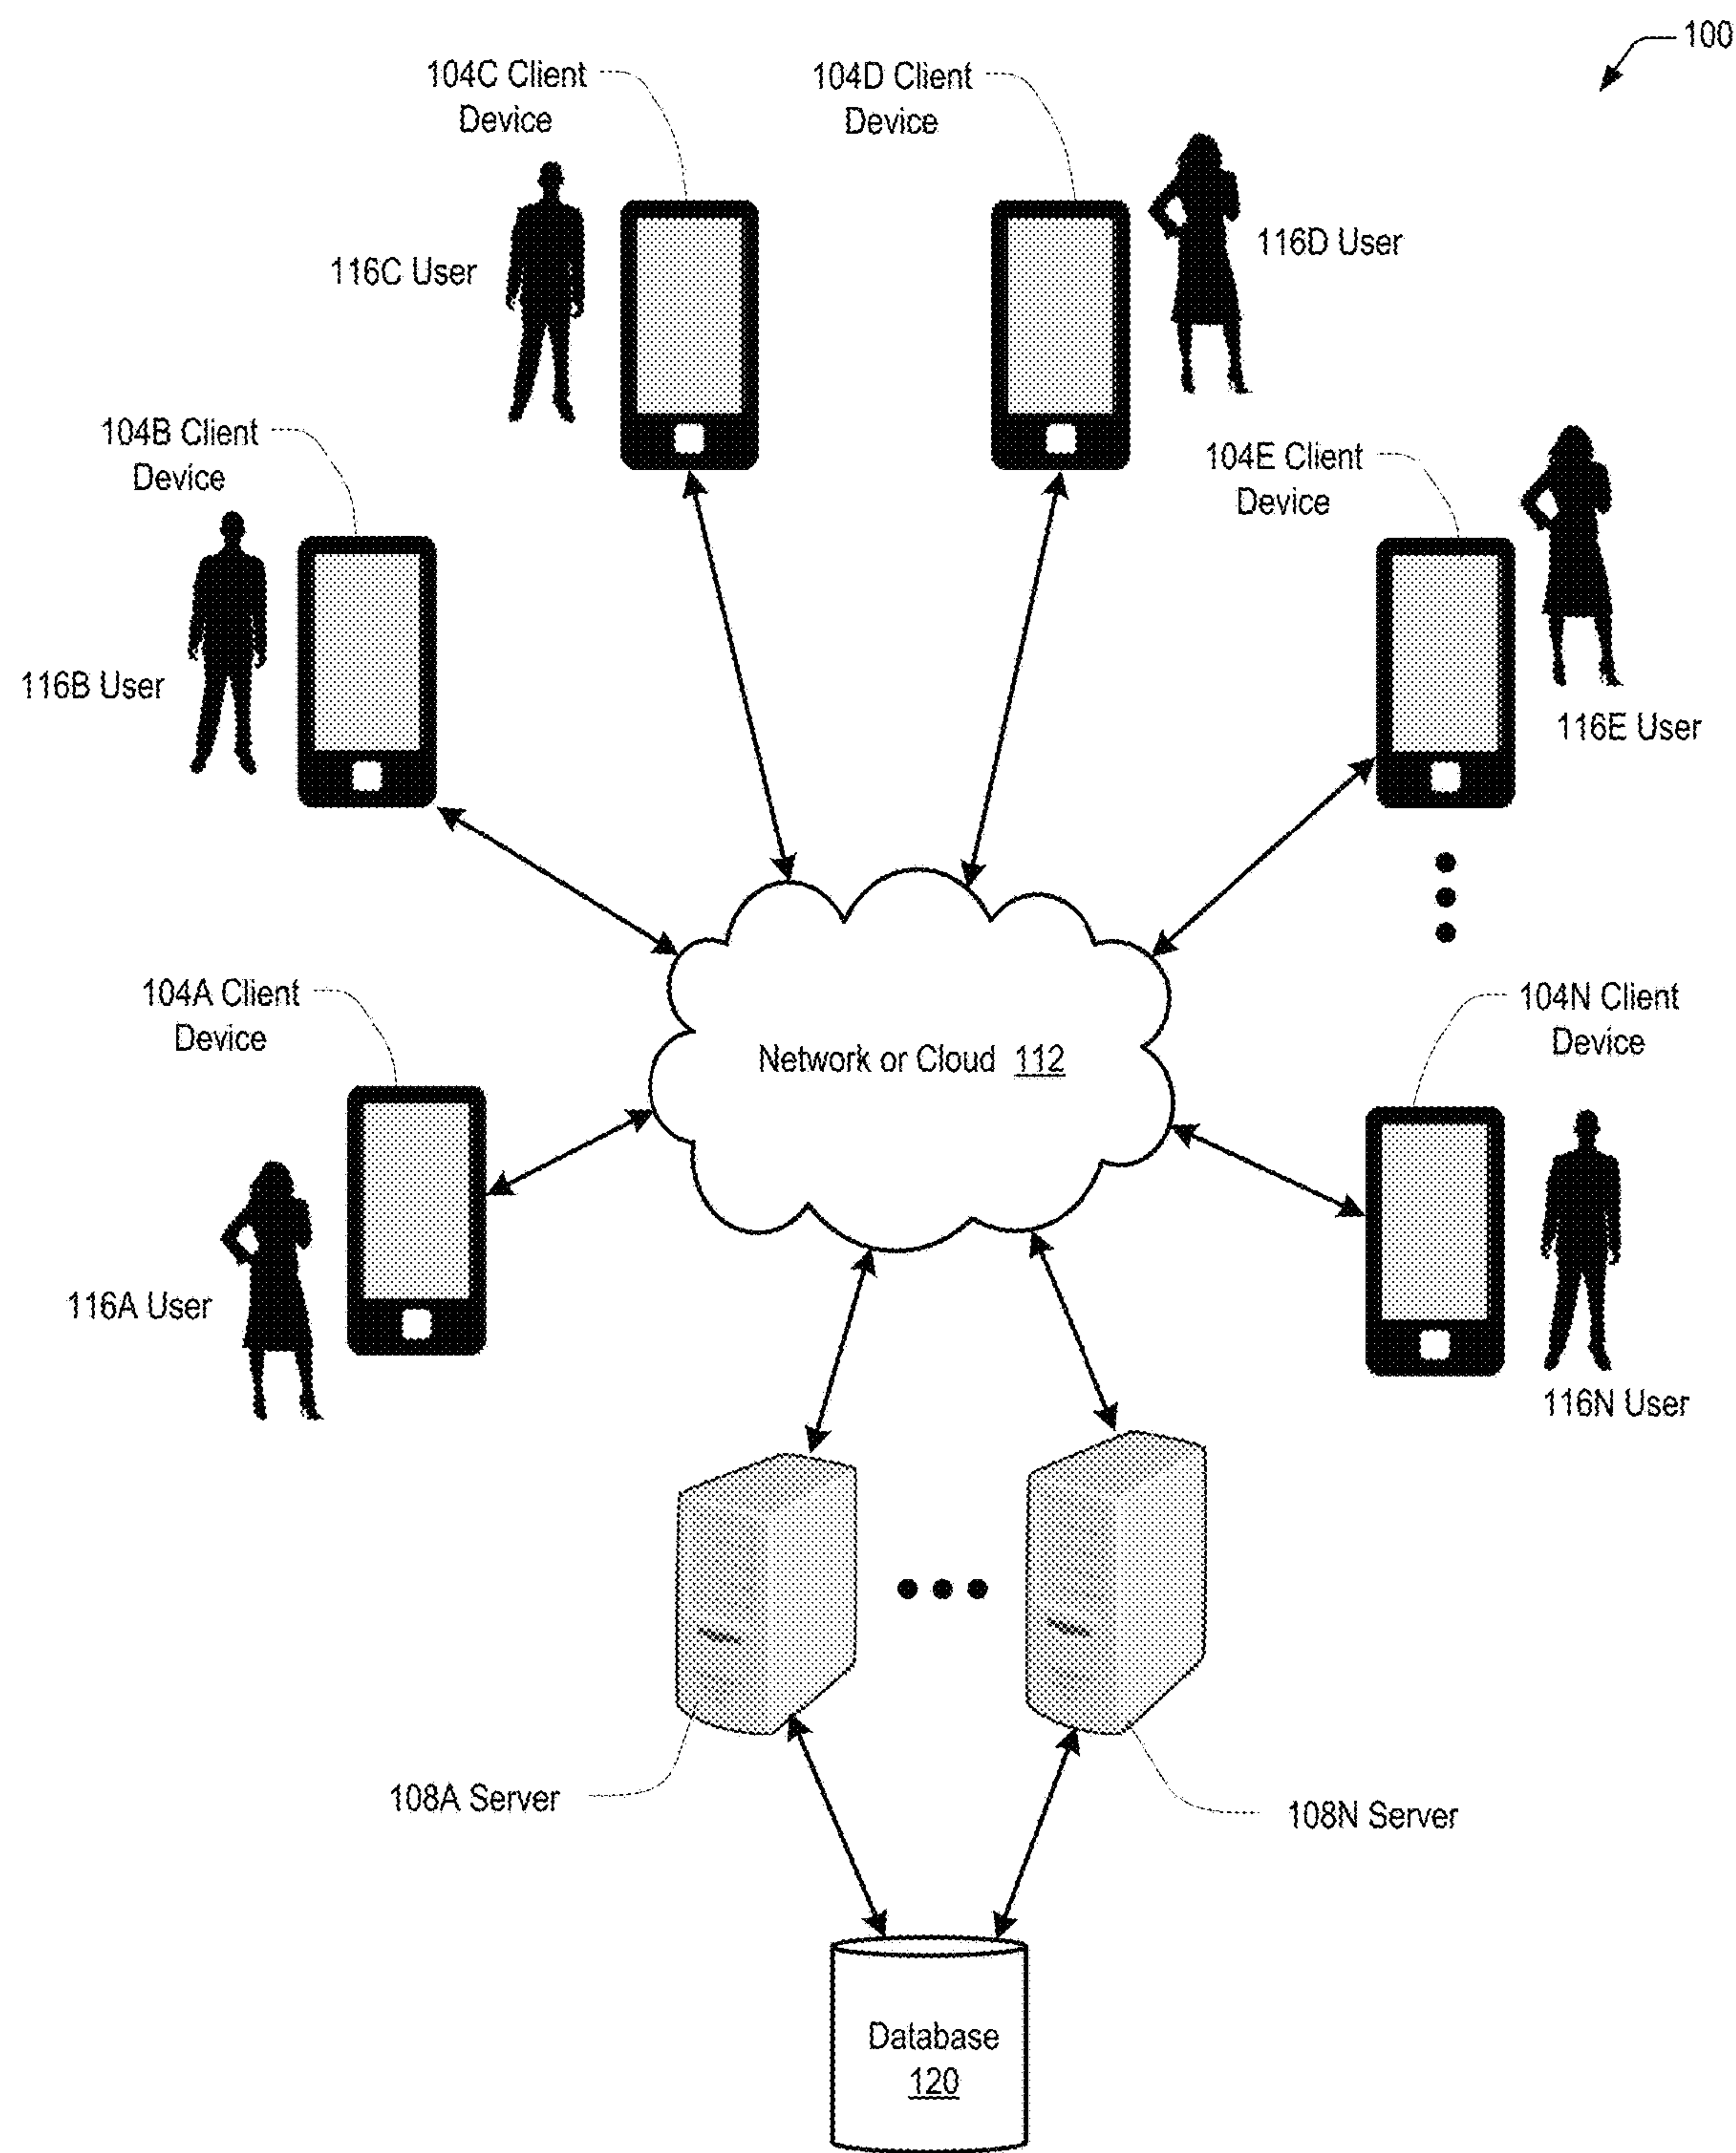 100
104C Client
Device
104D Client
Device
116C User
116D User
104B Client
Device
104E Client
Device
116B User
116E User
104A Client
Device
Network or Cloud 112
104N Client
Device
116A User
116N User
108A Server
108N Server
Database
120